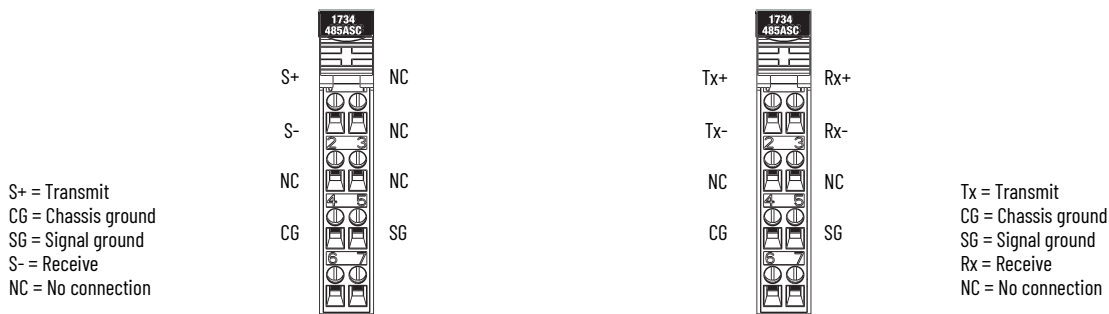 1734
485ASC
S+ NC
S- NC
2 3
NC NC
4 5
CG SG
6 7
S+ = Transmit
CG = Chassis ground
SG = Signal ground
S- = Receive
NC = No connection
1734
485ASC
Tx+ Rx+
Tx- Rx-
2 3
NC NC
4 5
CG SG
6 7
Tx = Transmit
CG = Chassis ground
SG = Signal ground
Rx = Receive
NC = No connection